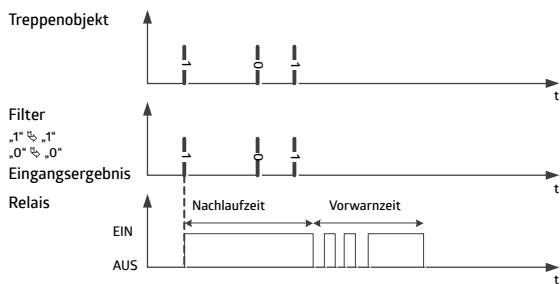 Treppenobjekt
1 0 1
t
Filter
„1“ ⇘ „1“
„0“ ⇘ „0“
1 0 1
Eingangsergebnis
t
Relais
Nachlaufzeit Vorwarnzeit
EIN
AUS
t